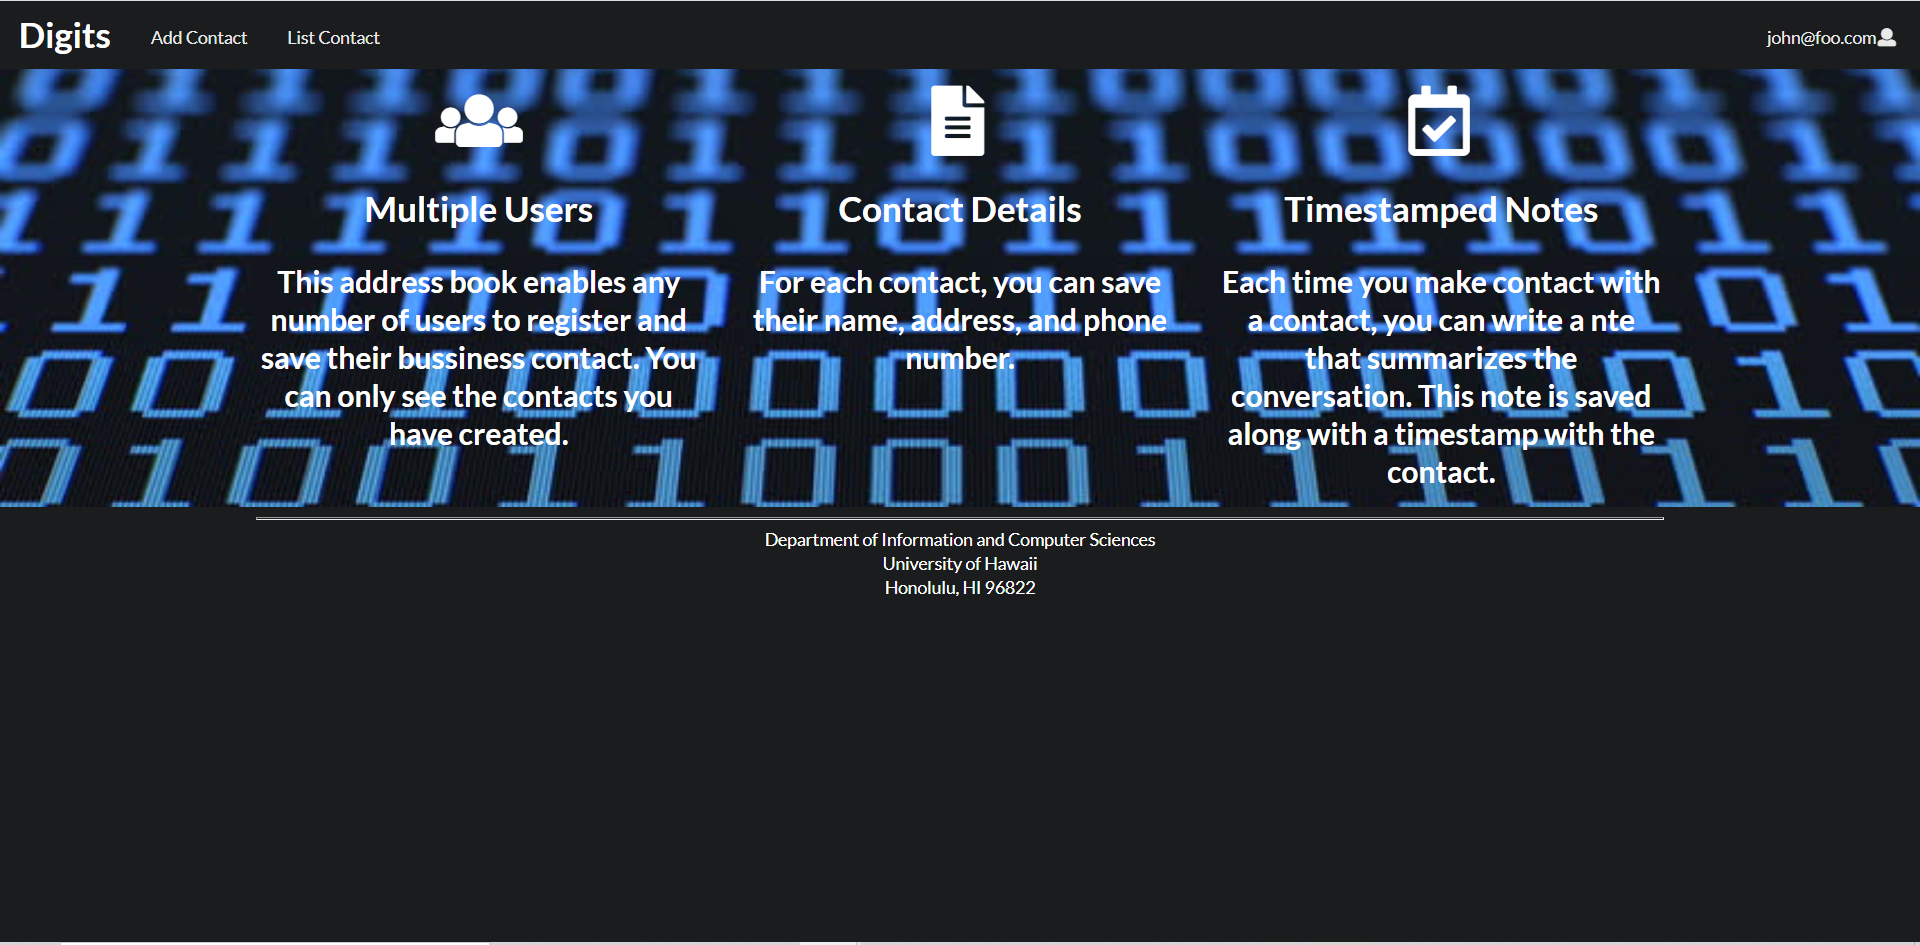 Digits
Add Contact
List Contact
john@foo.com
Multiple Users
This address book enables any
number of users to register and
save their bussiness contact. You
can only see the contacts you
have created.
Contact Details
For each contact, you can save
their name, address, and phone
number.
Timestamped Notes
Each time you make contact with
a contact, you can write a nte
that summarizes the
conversation. This note is saved
along with a timestamp with the
contact.
Department of Information and Computer Sciences
University of Hawaii
Honolulu, HI 96822